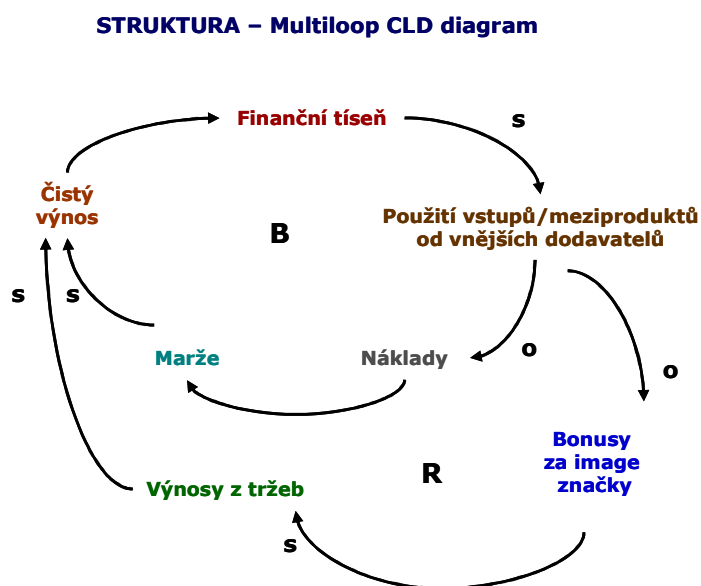 STRUKTURA – Multiloop CLD diagram
Finanční tíseň
s
Čistý
výnos
B
Použití vstupů/meziproduktů
od vnějších dodavatelů
s
s
Marže
Náklady
o
o
Bonusy
za image
značky
R
Výnosy z tržeb
s